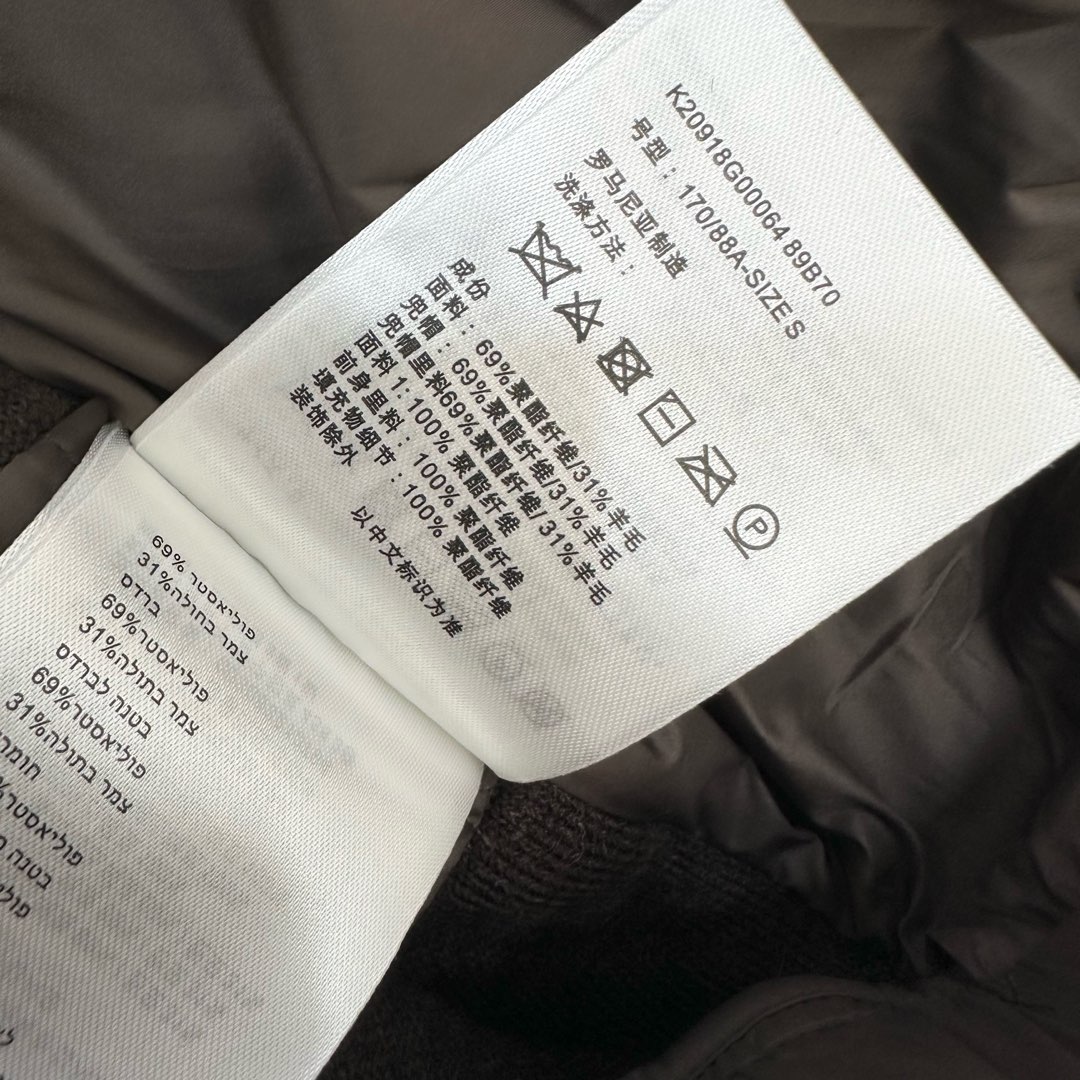 K20918G00064 89B70
号型：170/88A-SIZE S
罗马尼亚制造
洗涤方法：
P
成份
面料：69%聚酯纤维/31%羊毛
兜帽：69%聚酯纤维/31%羊毛
兜帽里料69%聚酯纤维/31%羊毛
面料 1:100% 聚酯纤维
前身里料：100% 聚酯纤维
填充物细节：100% 聚酯纤维
装饰除外
以中文标识为准
פוליאסטר 69%
צמר בתולה 31%
ברדס
פוליאסטר 69%
צמר בתולה 31%
בטנה לברדס
פוליאסטר 69%
צמר בתולה 31%
פוליאסטר %
בטנה